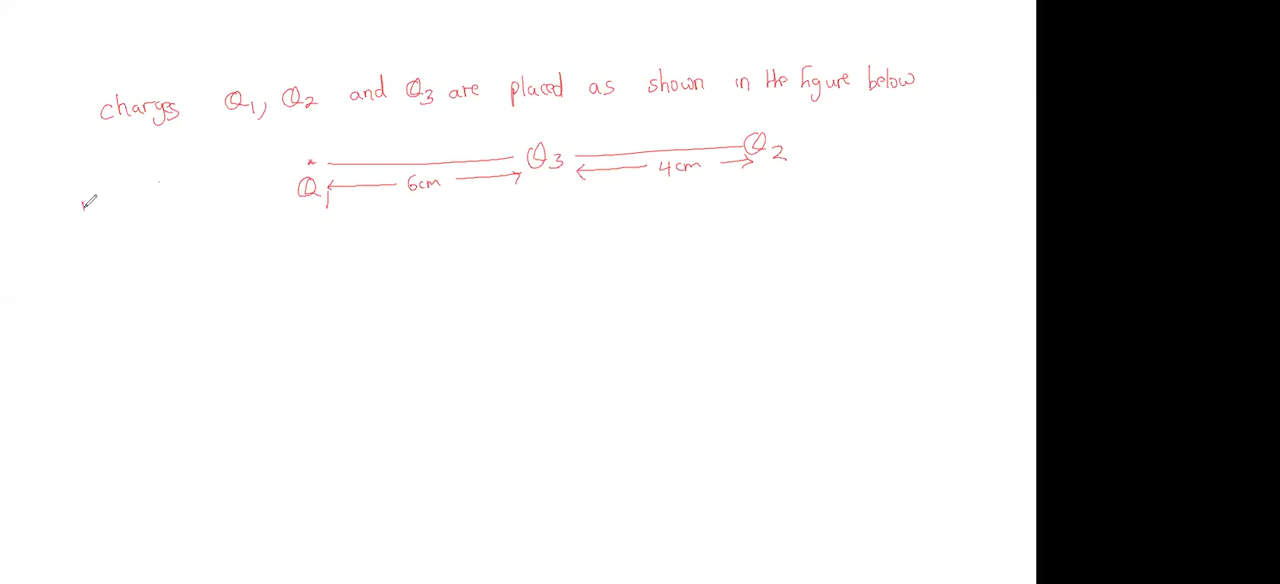 charges Q1, Q2 and Q3 are placed as shown in the figure below
Q3 Q2
Q1 6cm 4cm